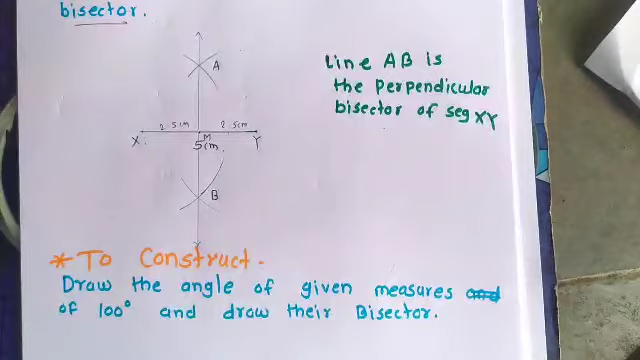 bisector.
A
Line AB is
the perpendicular
bisector of seg XY
2.5cm 2.5cm
X M Y
5cm.
B
* To Construct.
Draw the angle of given measures and
of 100° and draw their Bisector.